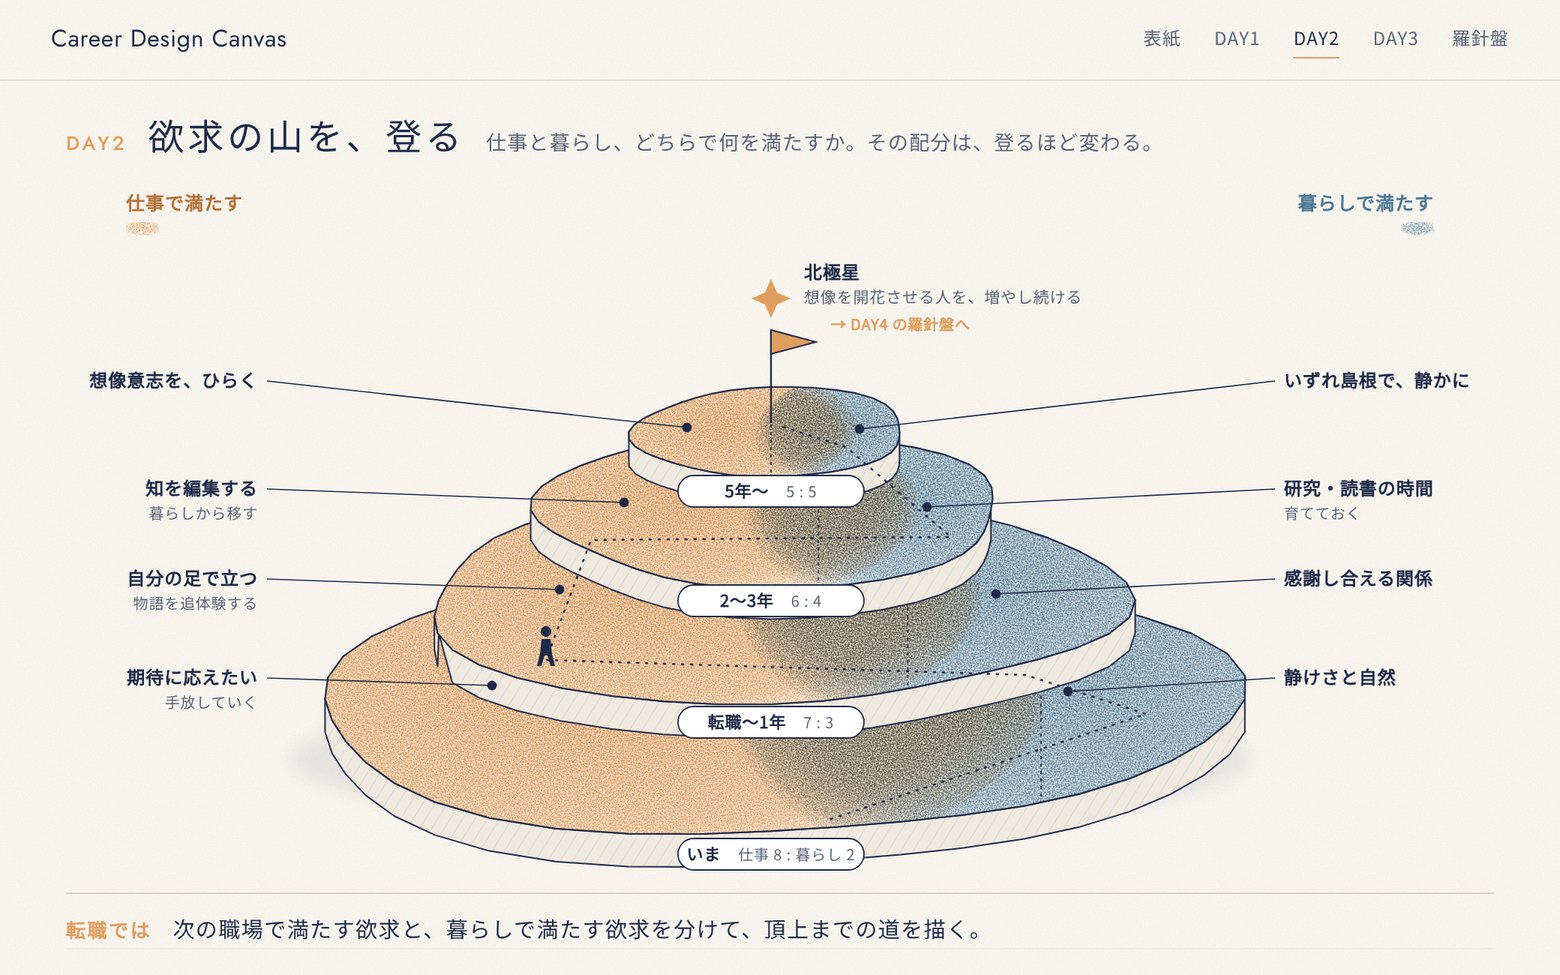 Career Design Canvas
表紙 DAY1 DAY2 DAY3 羅針盤
DAY2 欲求の山を、登る 仕事と暮らし、どちらで何を満たすか。その配分は、登るほど変わる。
仕事で満たす
暮らしで満たす
北極星
想像を開花させる人を、増やし続ける
→ DAY4 の羅針盤へ
想像意志を、ひらく
いずれ島根で、静かに
5年〜 5 : 5
知を編集する
暮らしから移す
研究・読書の時間
育てておく
2〜3年 6 : 4
自分の足で立つ
物語を追体験する
感謝し合える関係
転職〜1年 7 : 3
期待に応えたい
手放していく
静けさと自然
いま 仕事 8 : 暮らし 2
転職では 次の職場で満たす欲求と、暮らしで満たす欲求を分けて、頂上までの道を描く。